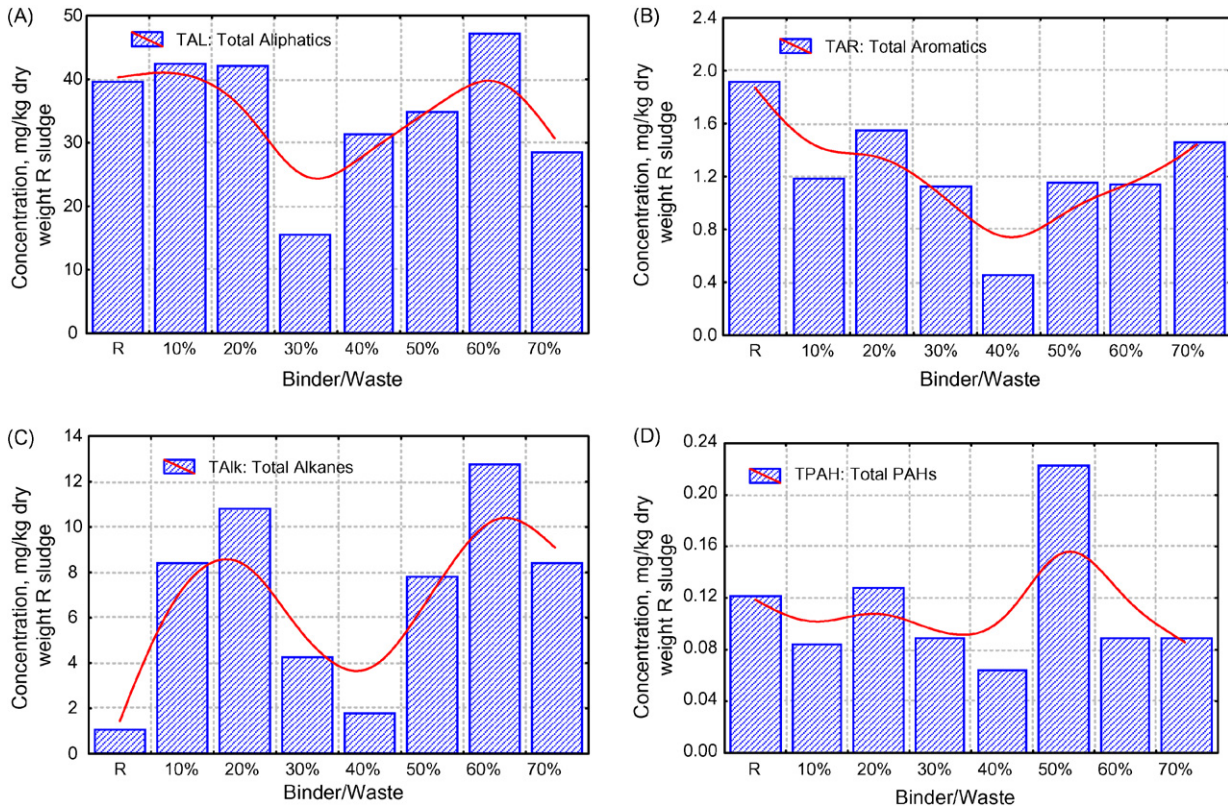 (A)
TAL: Total Aliphatics
Concentration, mg/kg dry
weight R sludge
50
40
30
20
10
0
R 10% 20% 30% 40% 50% 60% 70%
Binder/Waste
(B)
TAR: Total Aromatics
Concentration, mg/kg dry
weight R sludge
2.4
2.0
1.6
1.2
0.8
0.4
0.0
R 10% 20% 30% 40% 50% 60% 70%
Binder/Waste
(C)
TAlk: Total Alkanes
Concentration, mg/kg dry
weight R sludge
14
12
10
8
6
4
2
0
R 10% 20% 30% 40% 50% 60% 70%
Binder/Waste
(D)
TPAH: Total PAHs
Concentration, mg/kg dry
weight R sludge
0.24
0.20
0.16
0.12
0.08
0.04
0.00
R 10% 20% 30% 40% 50% 60% 70%
Binder/Waste